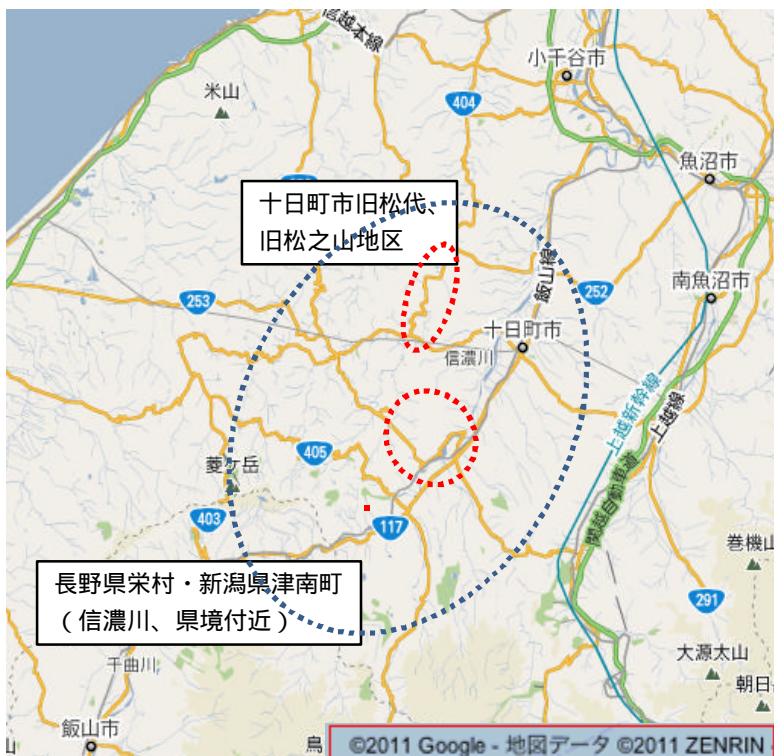 信越本線
小千谷市
米山
404
魚沼市
十日町市旧松代、
旧松之山地区
飯山線
252
南魚沼市
253
十日町市
信濃川
上越新幹線
上越線
405
菱ケ岳
関越自動車道
403
117
巻機山
長野県栄村・新潟県津南町
(信濃川、県境付近)
291
千曲川
大源太山
朝日
飯山市
鳥
©2011 Google - 地図データ ©2011 ZENRIN